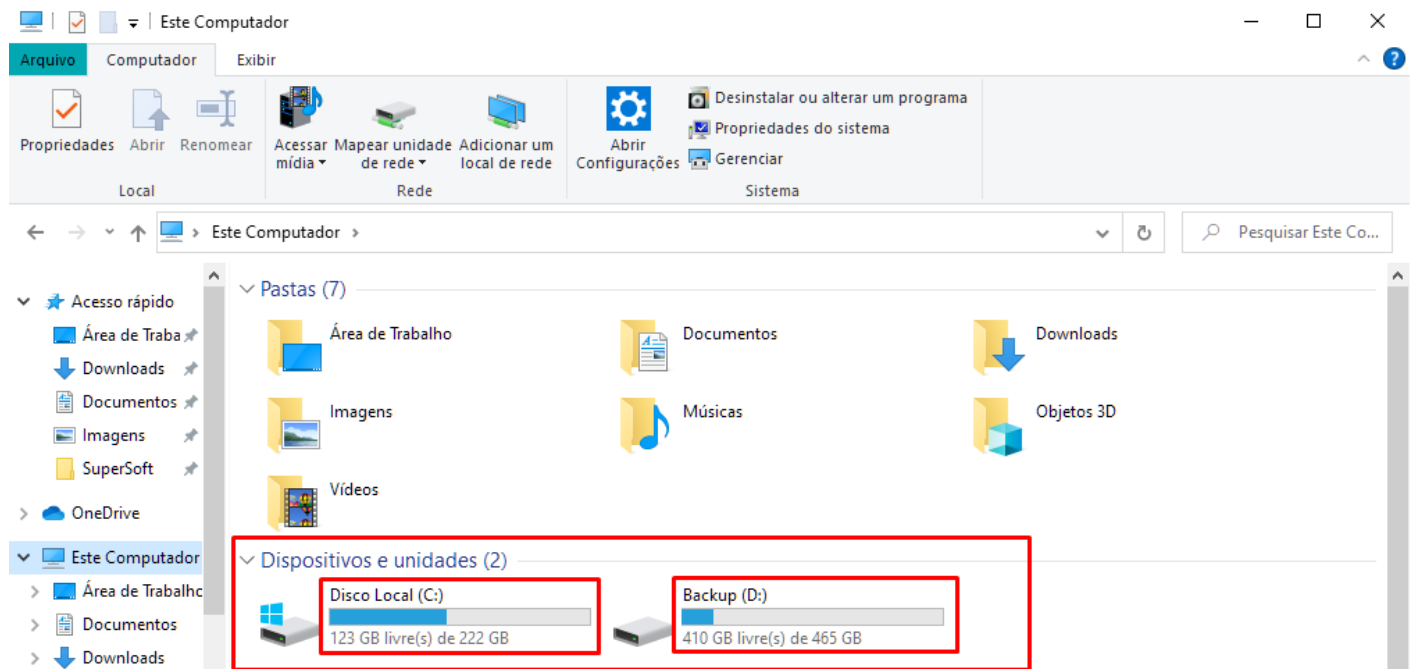 Este Computador
Arquivo Computador Exibir
Propriedades Abrir Renomear
Acessar mídia
Mapear unidade de rede
Adicionar um local de rede
Abrir Configurações
Desinstalar ou alterar um programa
Propriedades do sistema
Gerenciar
Local Rede Sistema
Este Computador
Pesquisar Este Co...
Acesso rápido
Área de Traba
Downloads
Documentos
Imagens
SuperSoft
OneDrive
Este Computador
Área de Trabalho
Documentos
Downloads
Pastas (7)
Área de Trabalho Documentos Downloads
Imagens Músicas Objetos 3D
Vídeos
Dispositivos e unidades (2)
Disco Local (C:)
123 GB livre(s) de 222 GB
Backup (D:)
410 GB livre(s) de 465 GB